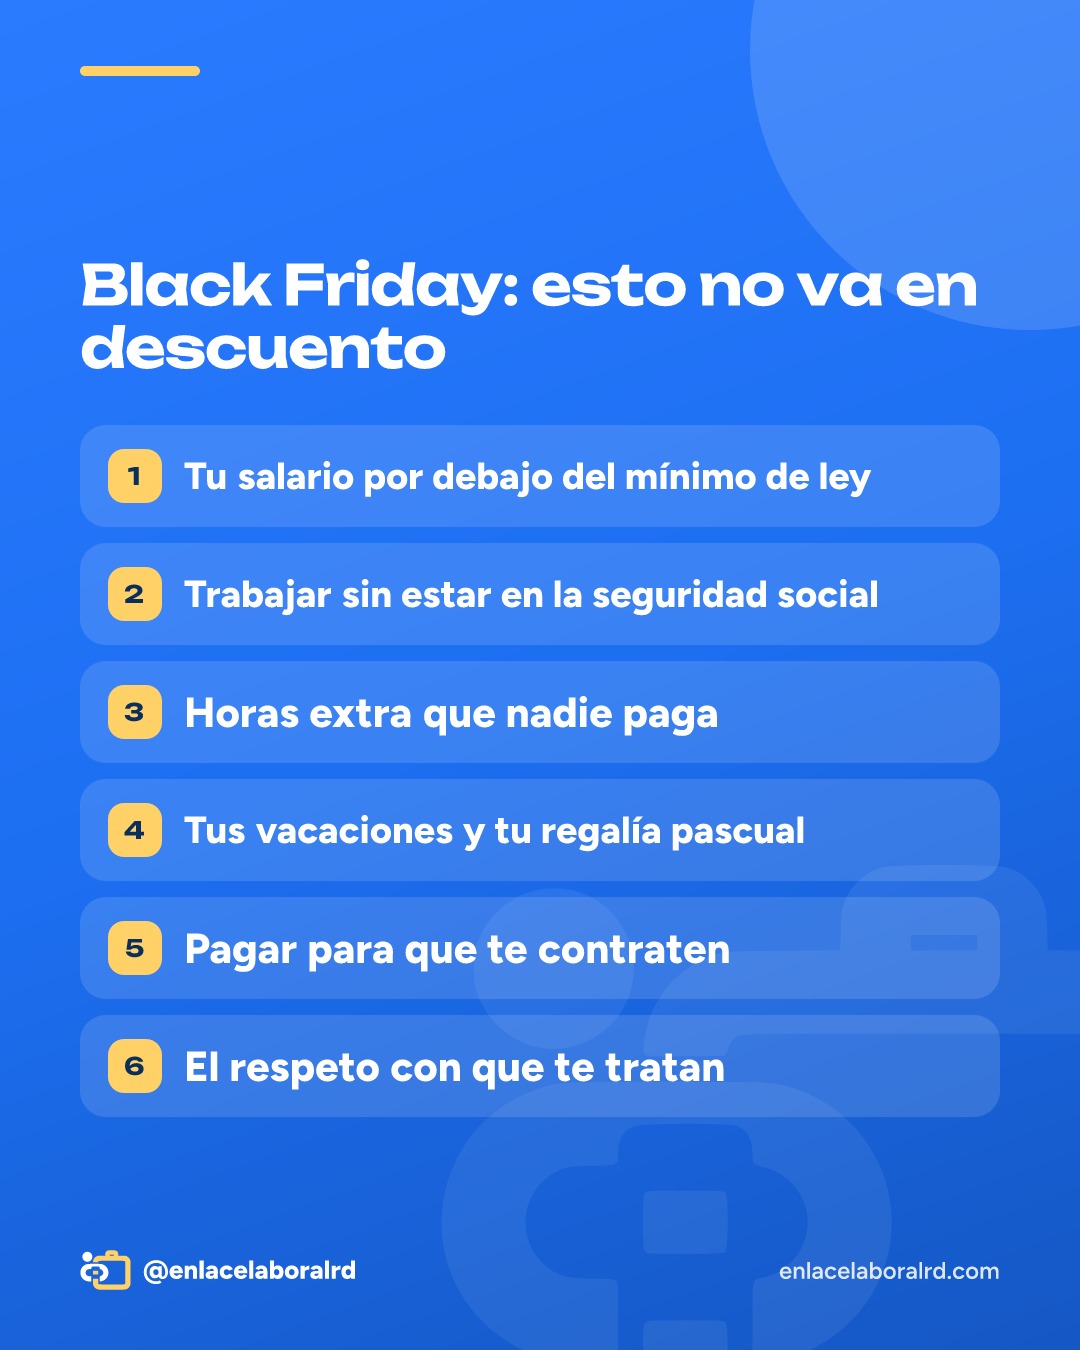 Black Friday: esto no va en
descuento
1 Tu salario por debajo del mínimo de ley
2 Trabajar sin estar en la seguridad social
3 Horas extra que nadie paga
4 Tus vacaciones y tu regalía pascual
5 Pagar para que te contraten
6 El respeto con que te tratan
@enlacelaboralrd
enlacelaboralrd.com